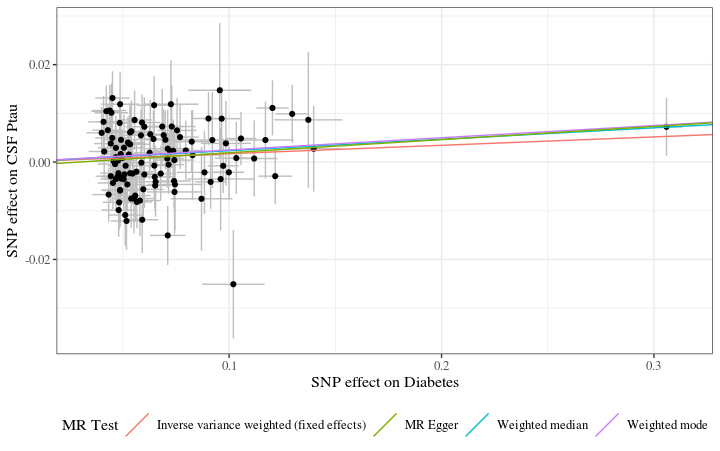 SNP effect on CSF Ptau
0.02
0.00
-0.02
0.1
0.2
0.3
SNP effect on Diabetes
MR Test
Inverse variance weighted (fixed effects)
MR Egger
Weighted median
Weighted mode